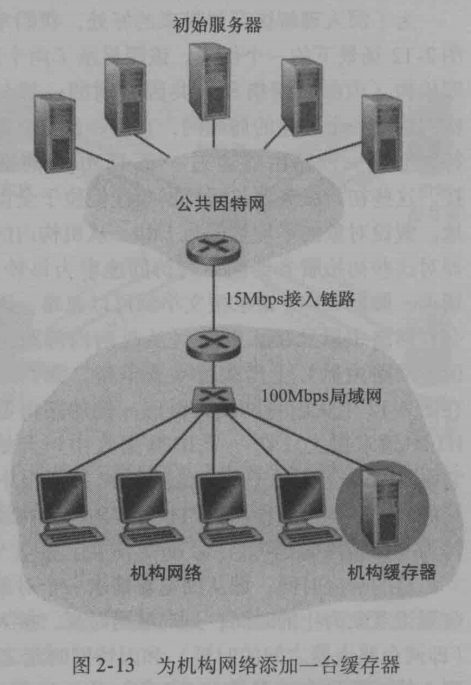 初始服务器
公共因特网
15Mbps接入链路
100Mbps局域网
机构网络
机构缓存器
图2-13 为机构网络添加一台缓存器